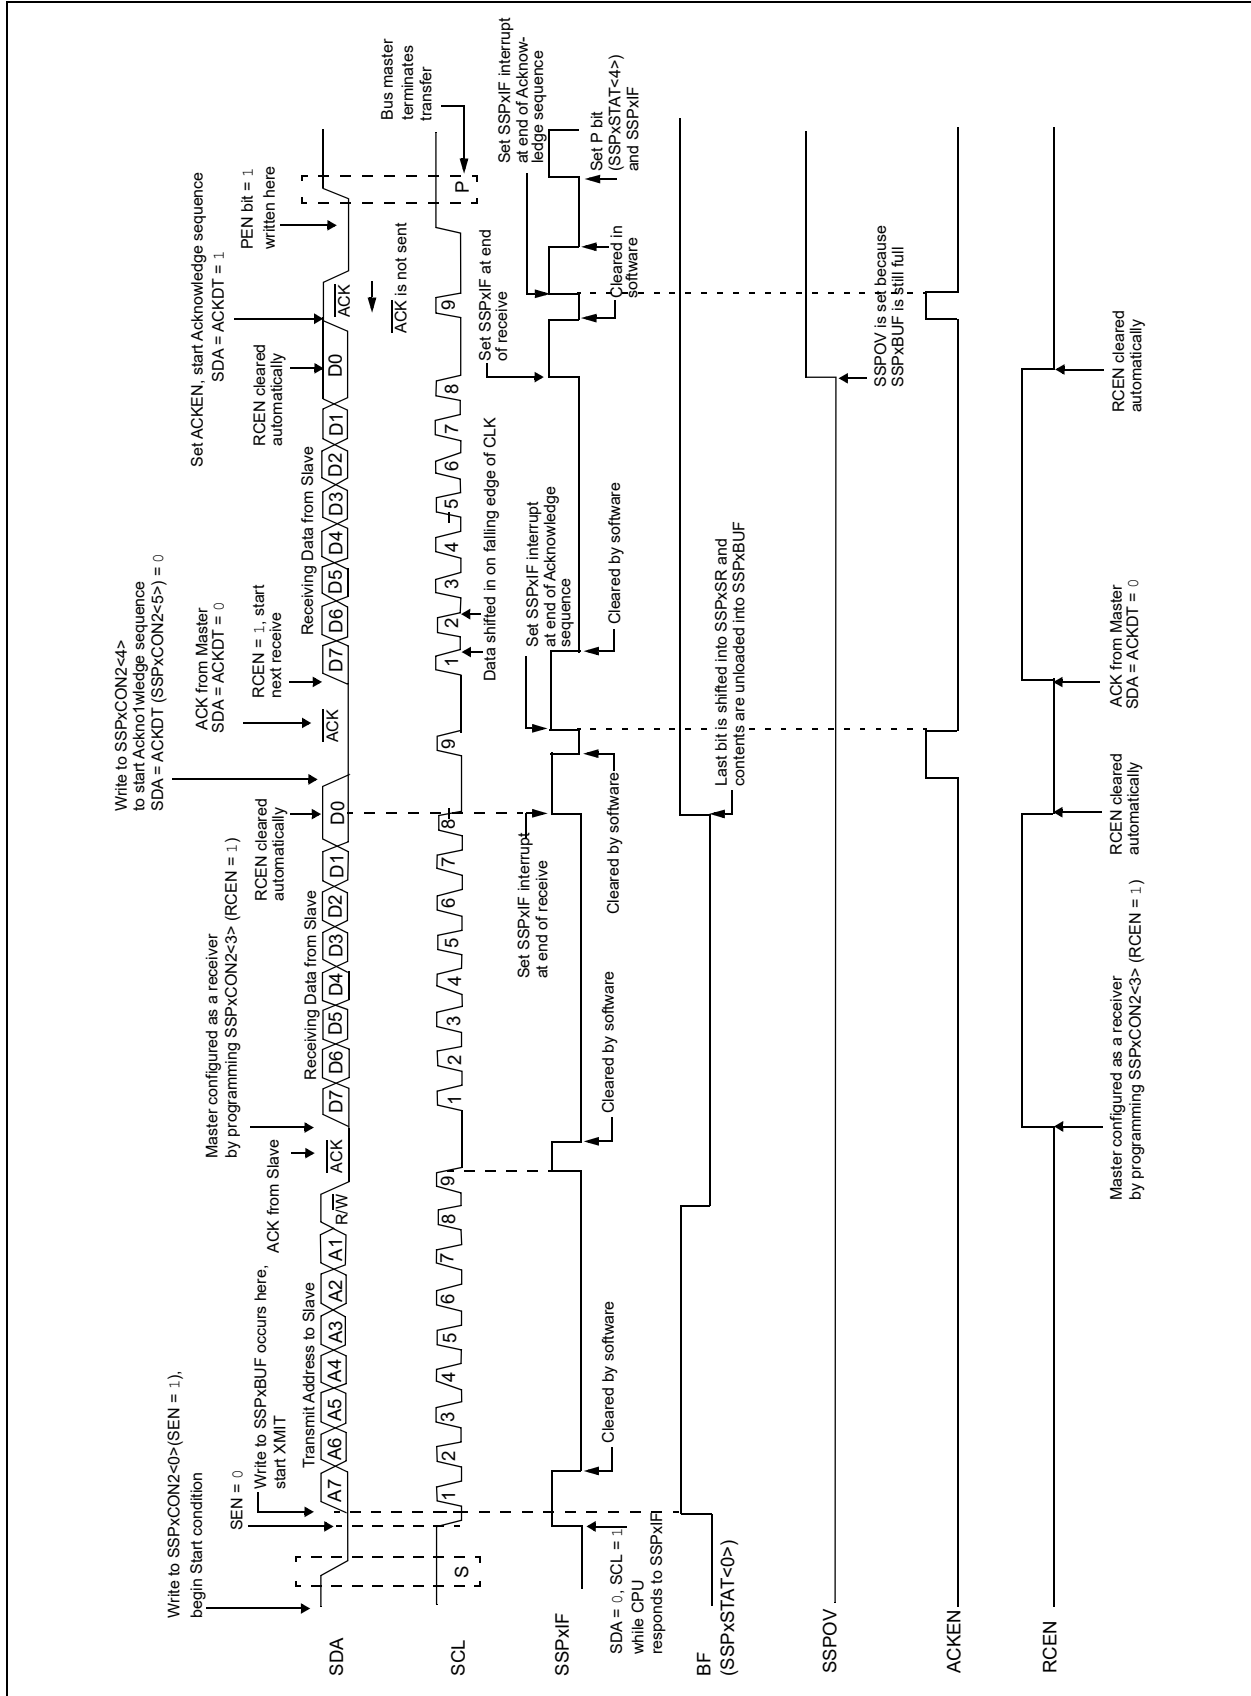 Write to SSPxCON2<0>(SEN = 1),
begin Start condition
SEN = 0
Write to SSPxBUF occurs here,
start XMIT
ACK from Slave
Master configured as a receiver
by programming SSPxCON2<3> (RCEN = 1)
RCEN cleared
automatically
Write to SSPxCON2<4>
to start Ackno1wledge sequence
SDA = ACKDT (SSPxCON2<5>) = 0
ACK from Master
SDA = ACKDT = 0
RCEN = 1, start
next receive
RCEN cleared
automatically
Set ACKEN, start Acknowledge sequence
SDA = ACKDT = 1
PEN bit = 1
written here
Transmit Address to Slave
Receiving Data from Slave
Receiving Data from Slave
SDA
A7 A6 A5 A4 A3 A2 A1 R/W ACK D7 D6 D5 D4 D3 D2 D1 D0 ACK D7 D6 D5 D4 D3 D2 D1 D0 ACK
ACK is not sent
Bus master
terminates
transfer
SCL
S 1 2 3 4 5 6 7 8 9 1 2 3 4 5 6 7 8 9 1 2 3 4 5 6 7 8 9 P
Data shifted in on falling edge of CLK
Set SSPxIF interrupt
at end of receive
Set SSPxIF interrupt
at end of Acknowledge
sequence
Set SSPxIF at end
of receive
Set SSPxIF interrupt
at end of Acknow-
ledge sequence
SSPxIF
SDA = 0, SCL = 1
while CPU
responds to SSPxIF
Cleared by software
Cleared by software
Cleared by software
Cleared by software
Cleared in
software
Set P bit
(SSPxSTAT<4>)
and SSPxIF
BF
(SSPxSTAT<0>)
Last bit is shifted into SSPxSR and
contents are unloaded into SSPxBUF
SSPOV
SSPOV is set because
SSPxBUF is still full
ACKEN
RCEN
Master configured as a receiver
by programming SSPxCON2<3> (RCEN = 1)
RCEN cleared
automatically
ACK from Master
SDA = ACKDT = 0
RCEN cleared
automatically